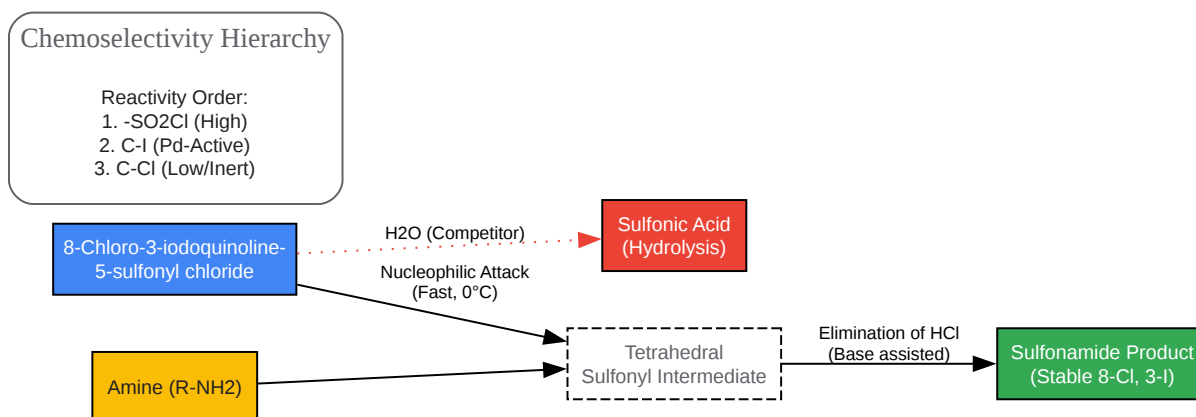 Chemoselectivity Hierarchy
Reactivity Order:
1. -SO2Cl (High)
2. C-I (Pd-Active)
3. C-Cl (Low/Inert)
8-Chloro-3-iodoquinoline-
5-sulfonyl chloride
H2O (Competitor)
Sulfonic Acid
(Hydrolysis)
Nucleophilic Attack
(Fast, 0°C)
Amine (R-NH2)
Tetrahedral
Sulfonyl Intermediate
Elimination of HCl
(Base assisted)
Sulfonamide Product
(Stable 8-Cl, 3-I)